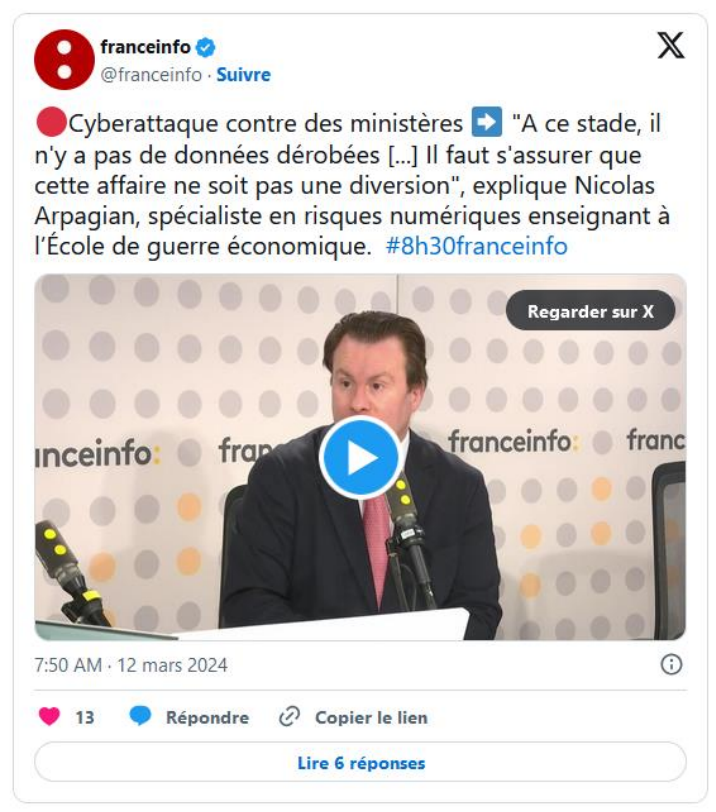 franceinfo
@franceinfo · Suivre
🔴Cyberattaque contre des ministères ➡️ "A ce stade, il
n'y a pas de données dérobées [...] Il faut s'assurer que
cette affaire ne soit pas une diversion", explique Nicolas
Arpagian, spécialiste en risques numériques enseignant à
l'École de guerre économique.  #8h30franceinfo
Regarder sur X
nceinfo: fran franceinfo: franc
7:50 AM · 12 mars 2024
13 Répondre Copier le lien
Lire 6 réponses